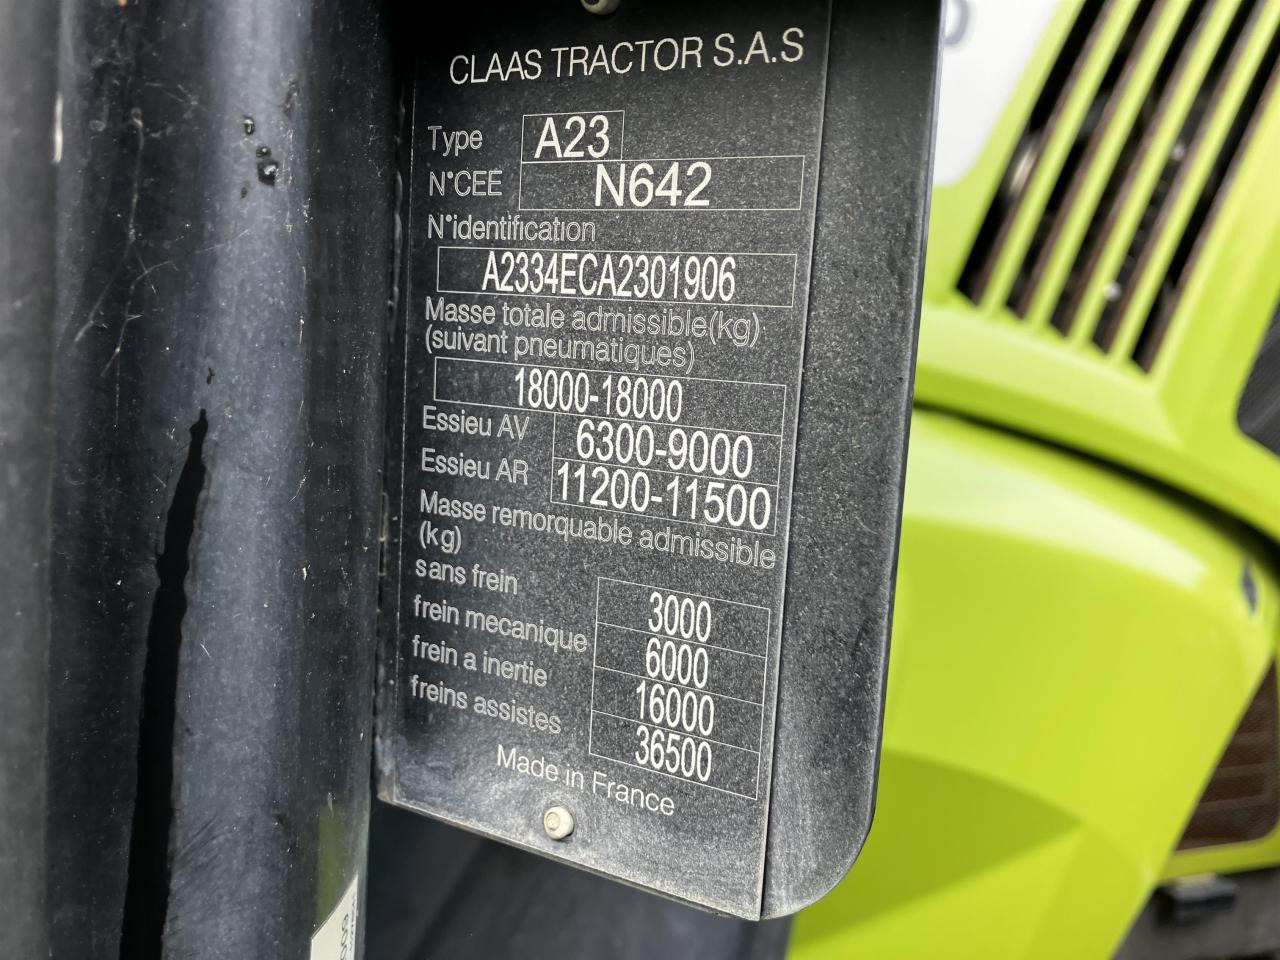 CLAAS TRACTOR S.A.S
Type A23
N°CEE N642
N°identification
A2334ECA2301906
Masse totale admissible(kg)
(suivant pneumatiques)
18000-18000
Essieu AV 6300-9000
Essieu AR 11200-11500
Masse remorquable admissible
(kg)
sans frein 3000
frein mecanique 6000
frein a inertie 16000
freins assistes 36500
Made in France